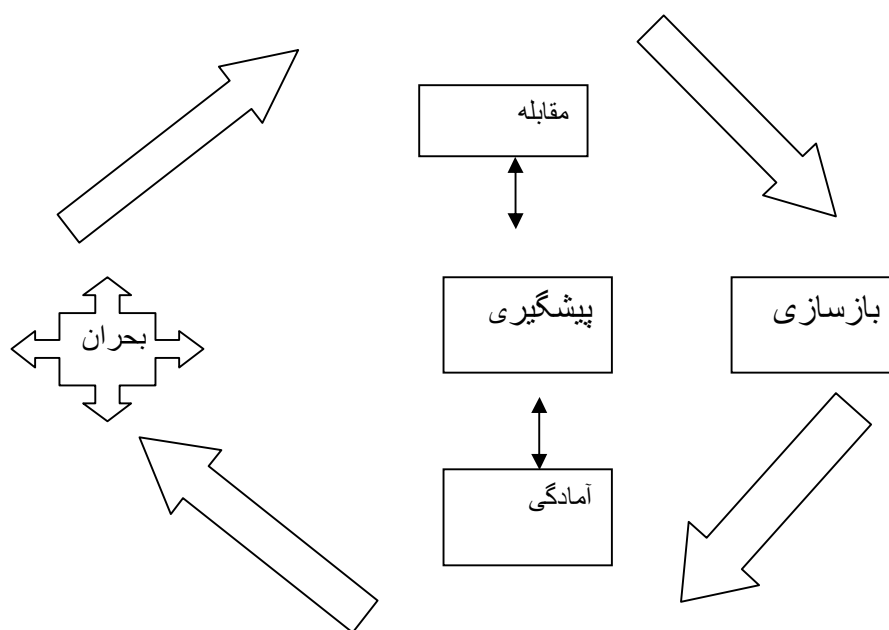 مقابله
بازسازی
پیشگیری
بحران
آمادگی